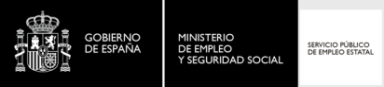 GOBIERNO
DE ESPAÑA
MINISTERIO
DE EMPLEO
Y SEGURIDAD SOCIAL
SERVICIO PÚBLICO
DE EMPLEO ESTATAL